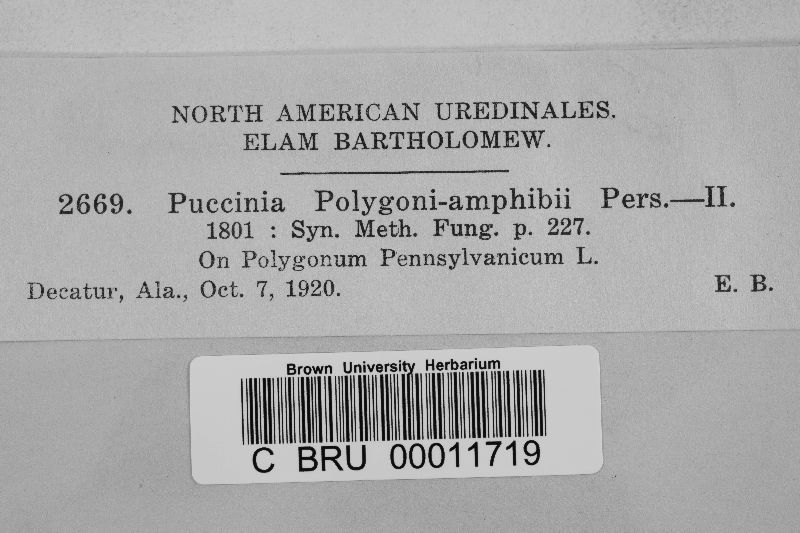 NORTH AMERICAN UREDINALES.
ELAM BARTHOLOMEW.
2669. Puccinia Polygoni-amphibii Pers.—II.
1801 : Syn. Meth. Fung. p. 227.
On Polygonum Pennsylvanicum L.
Decatur, Ala., Oct. 7, 1920. E. B.
Brown University Herbarium
C BRU 00011719